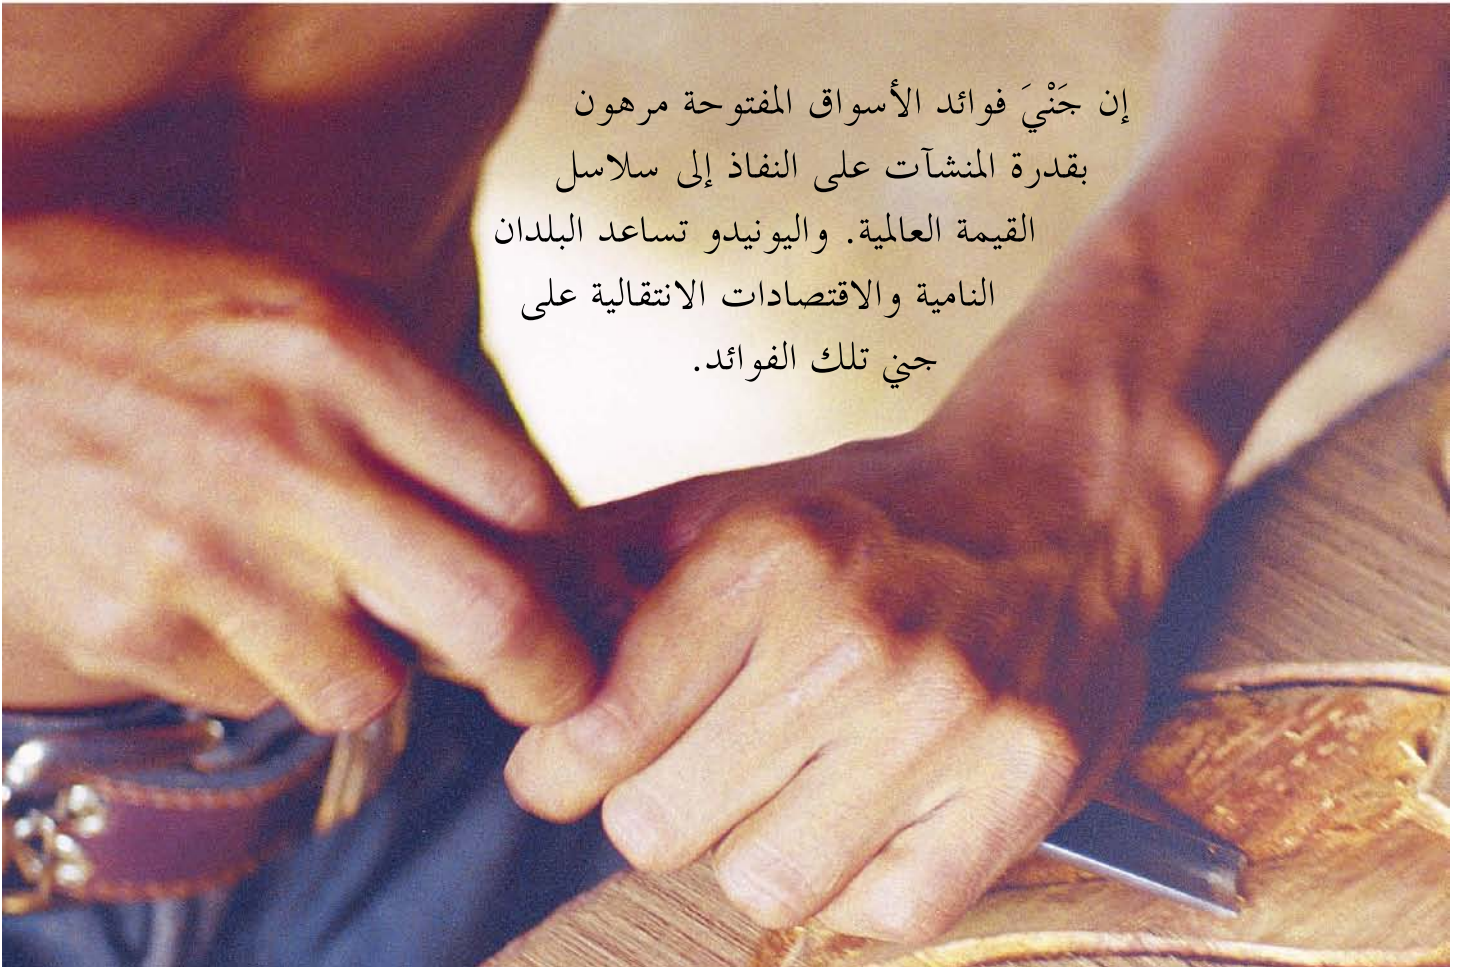 إن جَنْيَ فوائد الأسواق المفتوحة مرهون
بقدرة المنشآت على النفاذ إلى سلاسل
القيمة العالمية. واليونيدو تساعد البلدان
النامية والاقتصادات الانتقالية على
جني تلك الفوائد.